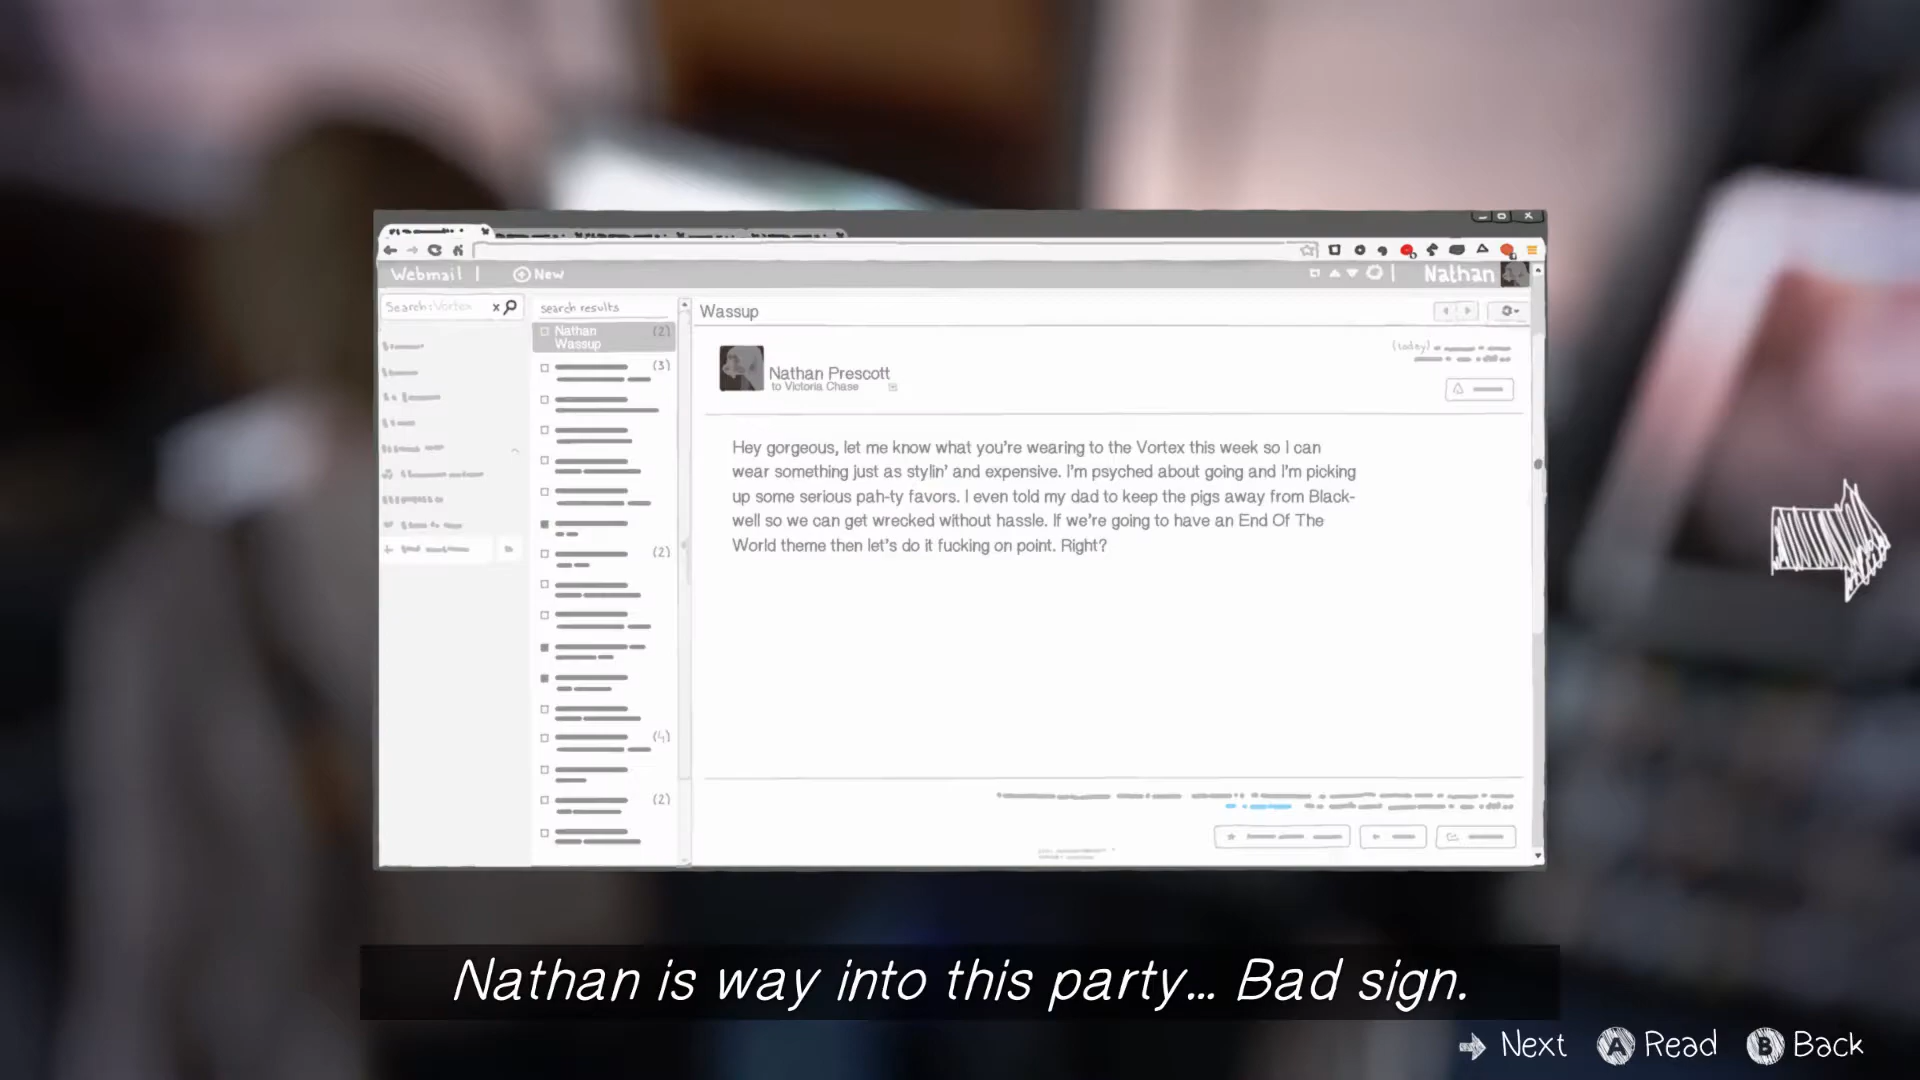 Webmail | New
Nathan
Search: Vortex x
search results
Nathan (2)
Wassup
(3)
(2)
(4)
(2)
Wassup
(today)
Nathan Prescott
to Victoria Chase
Hey gorgeous, let me know what you're wearing to the Vortex this week so I can
wear something just as stylin' and expensive. I'm psyched about going and I'm picking
up some serious pah-ty favors. I even told my dad to keep the pigs away from Black-
well so we can get wrecked without hassle. If we're going to have an End Of The
World theme then let's do it fucking on point. Right?
Nathan is way into this party... Bad sign.
Next A Read B Back